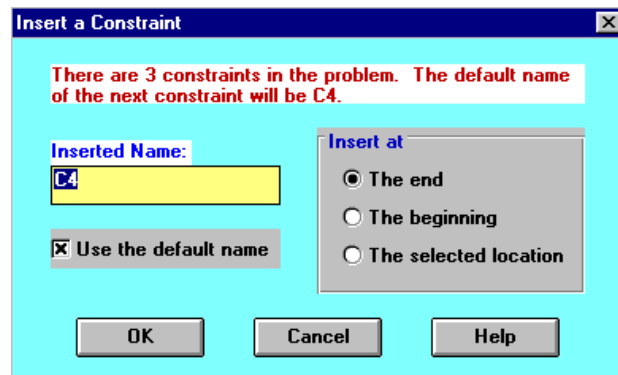 Insert a Constraint
There are 3 constraints in the problem. The default name
of the next constraint will be C4.
Inserted Name:
C4
Use the default name
Insert at
The end
The beginning
The selected location
OK
Cancel
Help